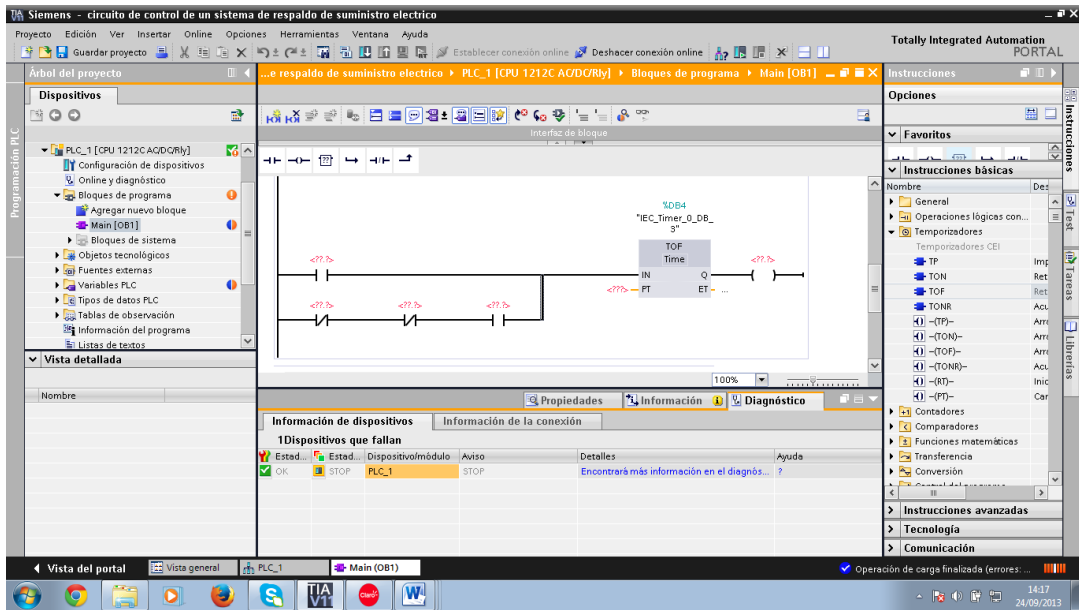 Siemens - circuito de control de un sistema de respaldo de suministro electrico
Proyecto Edición Ver Insertar Online Opciones Herramientas Ventana Ayuda
Guardar proyecto Establecer conexión online Deshacer conexión online
Totally Integrated Automation
PORTAL
Árbol del proyecto
...e respaldo de suministro electrico PLC_1 [CPU 1212C AC/DC/Rly] Bloques de programa Main [OB1]
Instrucciones
Dispositivos
Opciones
Programación PLC
PLC_1 [CPU 1212C AC/DC/Rly]
Configuración de dispositivos
Online y diagnóstico
Bloques de programa
Agregar nuevo bloque
Main [OB1]
Bloques de sistema
Objetos tecnológicos
Fuentes externas
Variables PLC
Tipos de datos PLC
Tablas de observación
Información del programa
Listas de textos
Vista detallada
Nombre
Interfaz de bloque
%DB4
"IEC_Timer_0_DB_
3"
TOF
Time
<??.?> <??.?>
IN Q
<???> PT ET ...
<??.?> <??.?> <??.?>
100%
Propiedades Información Diagnóstico
Información de dispositivos Información de la conexión
1Dispositivos que fallan
Estad... Estad... Dispositivo/módulo Aviso Detalles Ayuda
OK STOP PLC_1 STOP Encontrará más información en el diagnós... ?
Favoritos
Instrucciones básicas
Nombre Des
General
Operaciones lógicas con...
Temporizadores
Temporizadores CEI
TP Imp
TON Ret
TOF Ret
TONR Acu
-(TP)- Arra
-(TON)- Arra
-(TOF)- Arra
-(TONR)- Acu
-(RT)- Inic
-(PT)- Car
Contadores
Comparadores
Funciones matemáticas
Transferencia
Conversión
Instrucciones avanzadas
Tecnología
Comunicación
Instrucciones
Test
Tareas
Librerías
Vista del portal Vista general PLC_1 Main (OB1)
Operación de carga finalizada (errores: ...
TIA
V11
Claro
14:17
24/09/2013